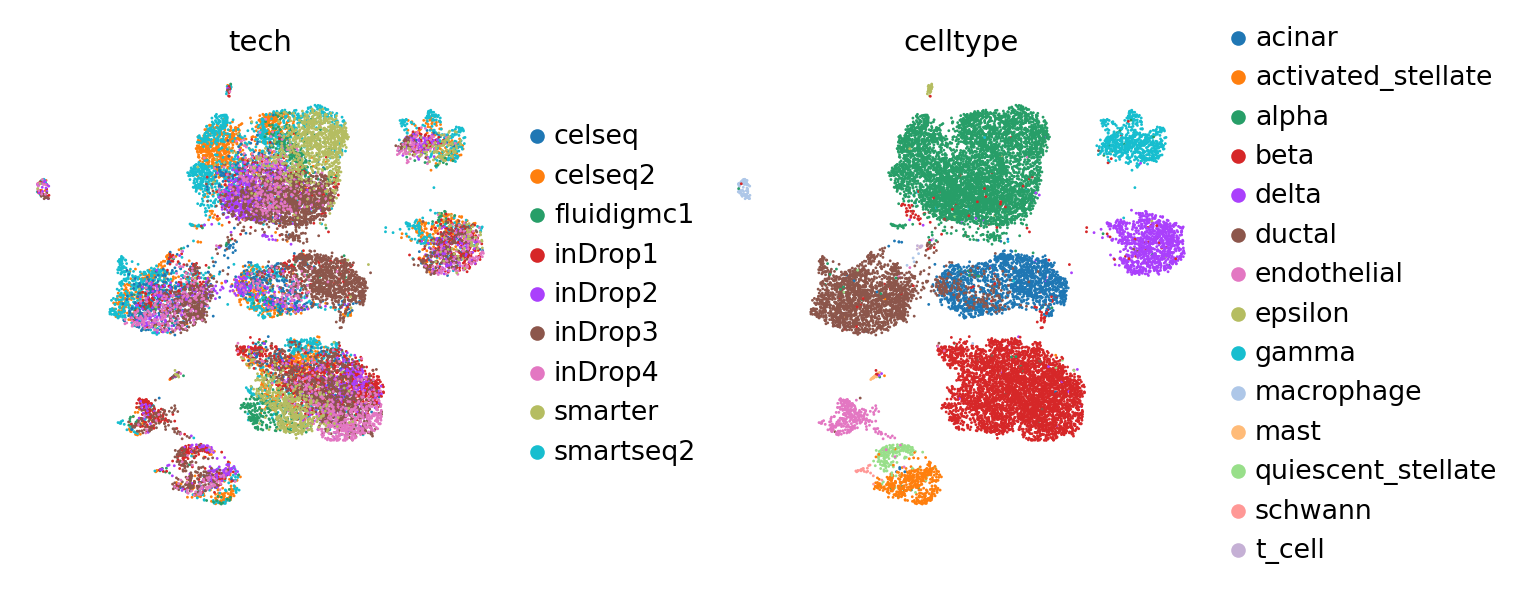 tech
celseq
celseq2
fluidigmc1
inDrop1
inDrop2
inDrop3
inDrop4
smarter
smartseq2
celltype
acinar
activated_stellate
alpha
beta
delta
ductal
endothelial
epsilon
gamma
macrophage
mast
quiescent_stellate
schwann
t_cell